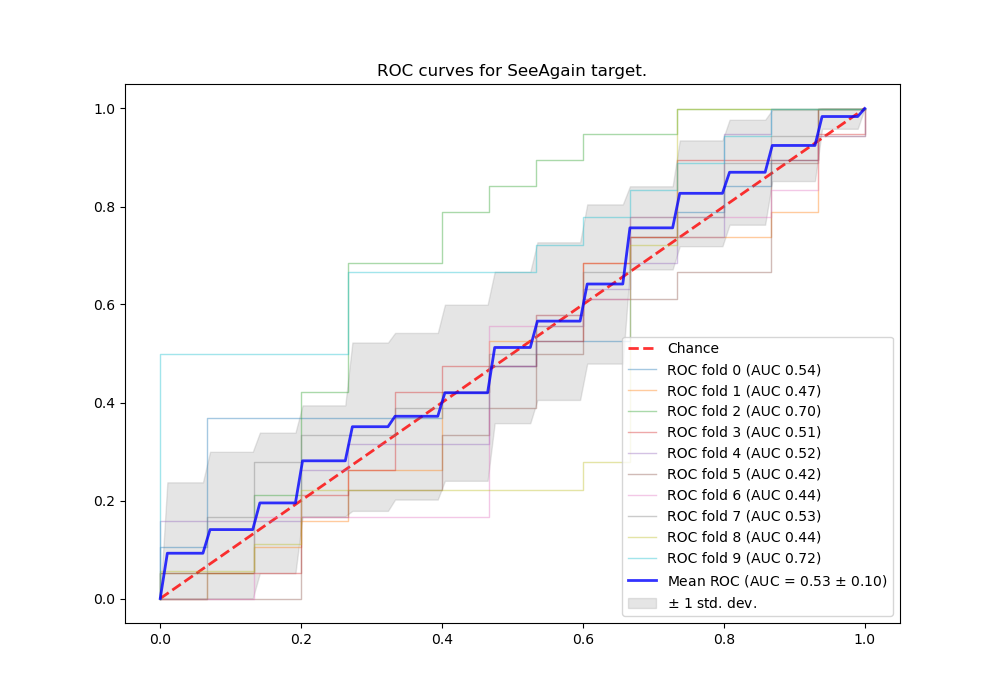 ROC curves for SeeAgain target.
1.0
0.8
0.6
0.4
0.2
0.0
Chance
ROC fold 0 (AUC 0.54)
ROC fold 1 (AUC 0.47)
ROC fold 2 (AUC 0.70)
ROC fold 3 (AUC 0.51)
ROC fold 4 (AUC 0.52)
ROC fold 5 (AUC 0.42)
ROC fold 6 (AUC 0.44)
ROC fold 7 (AUC 0.53)
ROC fold 8 (AUC 0.44)
ROC fold 9 (AUC 0.72)
Mean ROC (AUC = 0.53 ± 0.10)
± 1 std. dev.
0.0 0.2 0.4 0.6 0.8 1.0